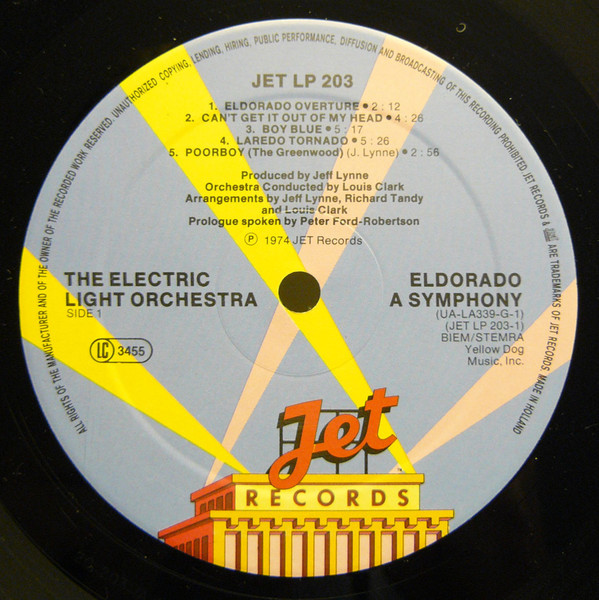 UNAUTHORIZED COPYING, LENDING, HIRING, PUBLIC PERFORMANCE, DIFFUSION AND BROADCASTING OF THIS RECORDING PROHIBITED JET RECORDS & ARE TRADEMARKS OF JET RECORDS. MADE IN HOLLAND
ALL RIGHTS OF THE MANUFACTURER AND OF THE OWNER OF THE RECORDED WORK RESERVED.
JET LP 203
1. ELDORADO OVERTURE • 2 : 12
2. CAN'T GET IT OUT OF MY HEAD • 4 : 26
3. BOY BLUE • 5 : 17
4. LAREDO TORNADO • 5 : 26
5. POORBOY (The Greenwood) (J. Lynne) • 2 : 56
Produced by Jeff Lynne
Orchestra Conducted by Louis Clark
Arrangements by Jeff Lynne, Richard Tandy
and Louis Clark
Prologue spoken by Peter Ford-Robertson
Ⓟ 1974 JET Records
THE ELECTRIC
LIGHT ORCHESTRA
SIDE 1
LC 3455
ELDORADO
A SYMPHONY
(UA-LA339-G-1)
(JET LP 203-1)
BIEM/STEMRA
Yellow Dog
Music, Inc.
Jet
RECORDS